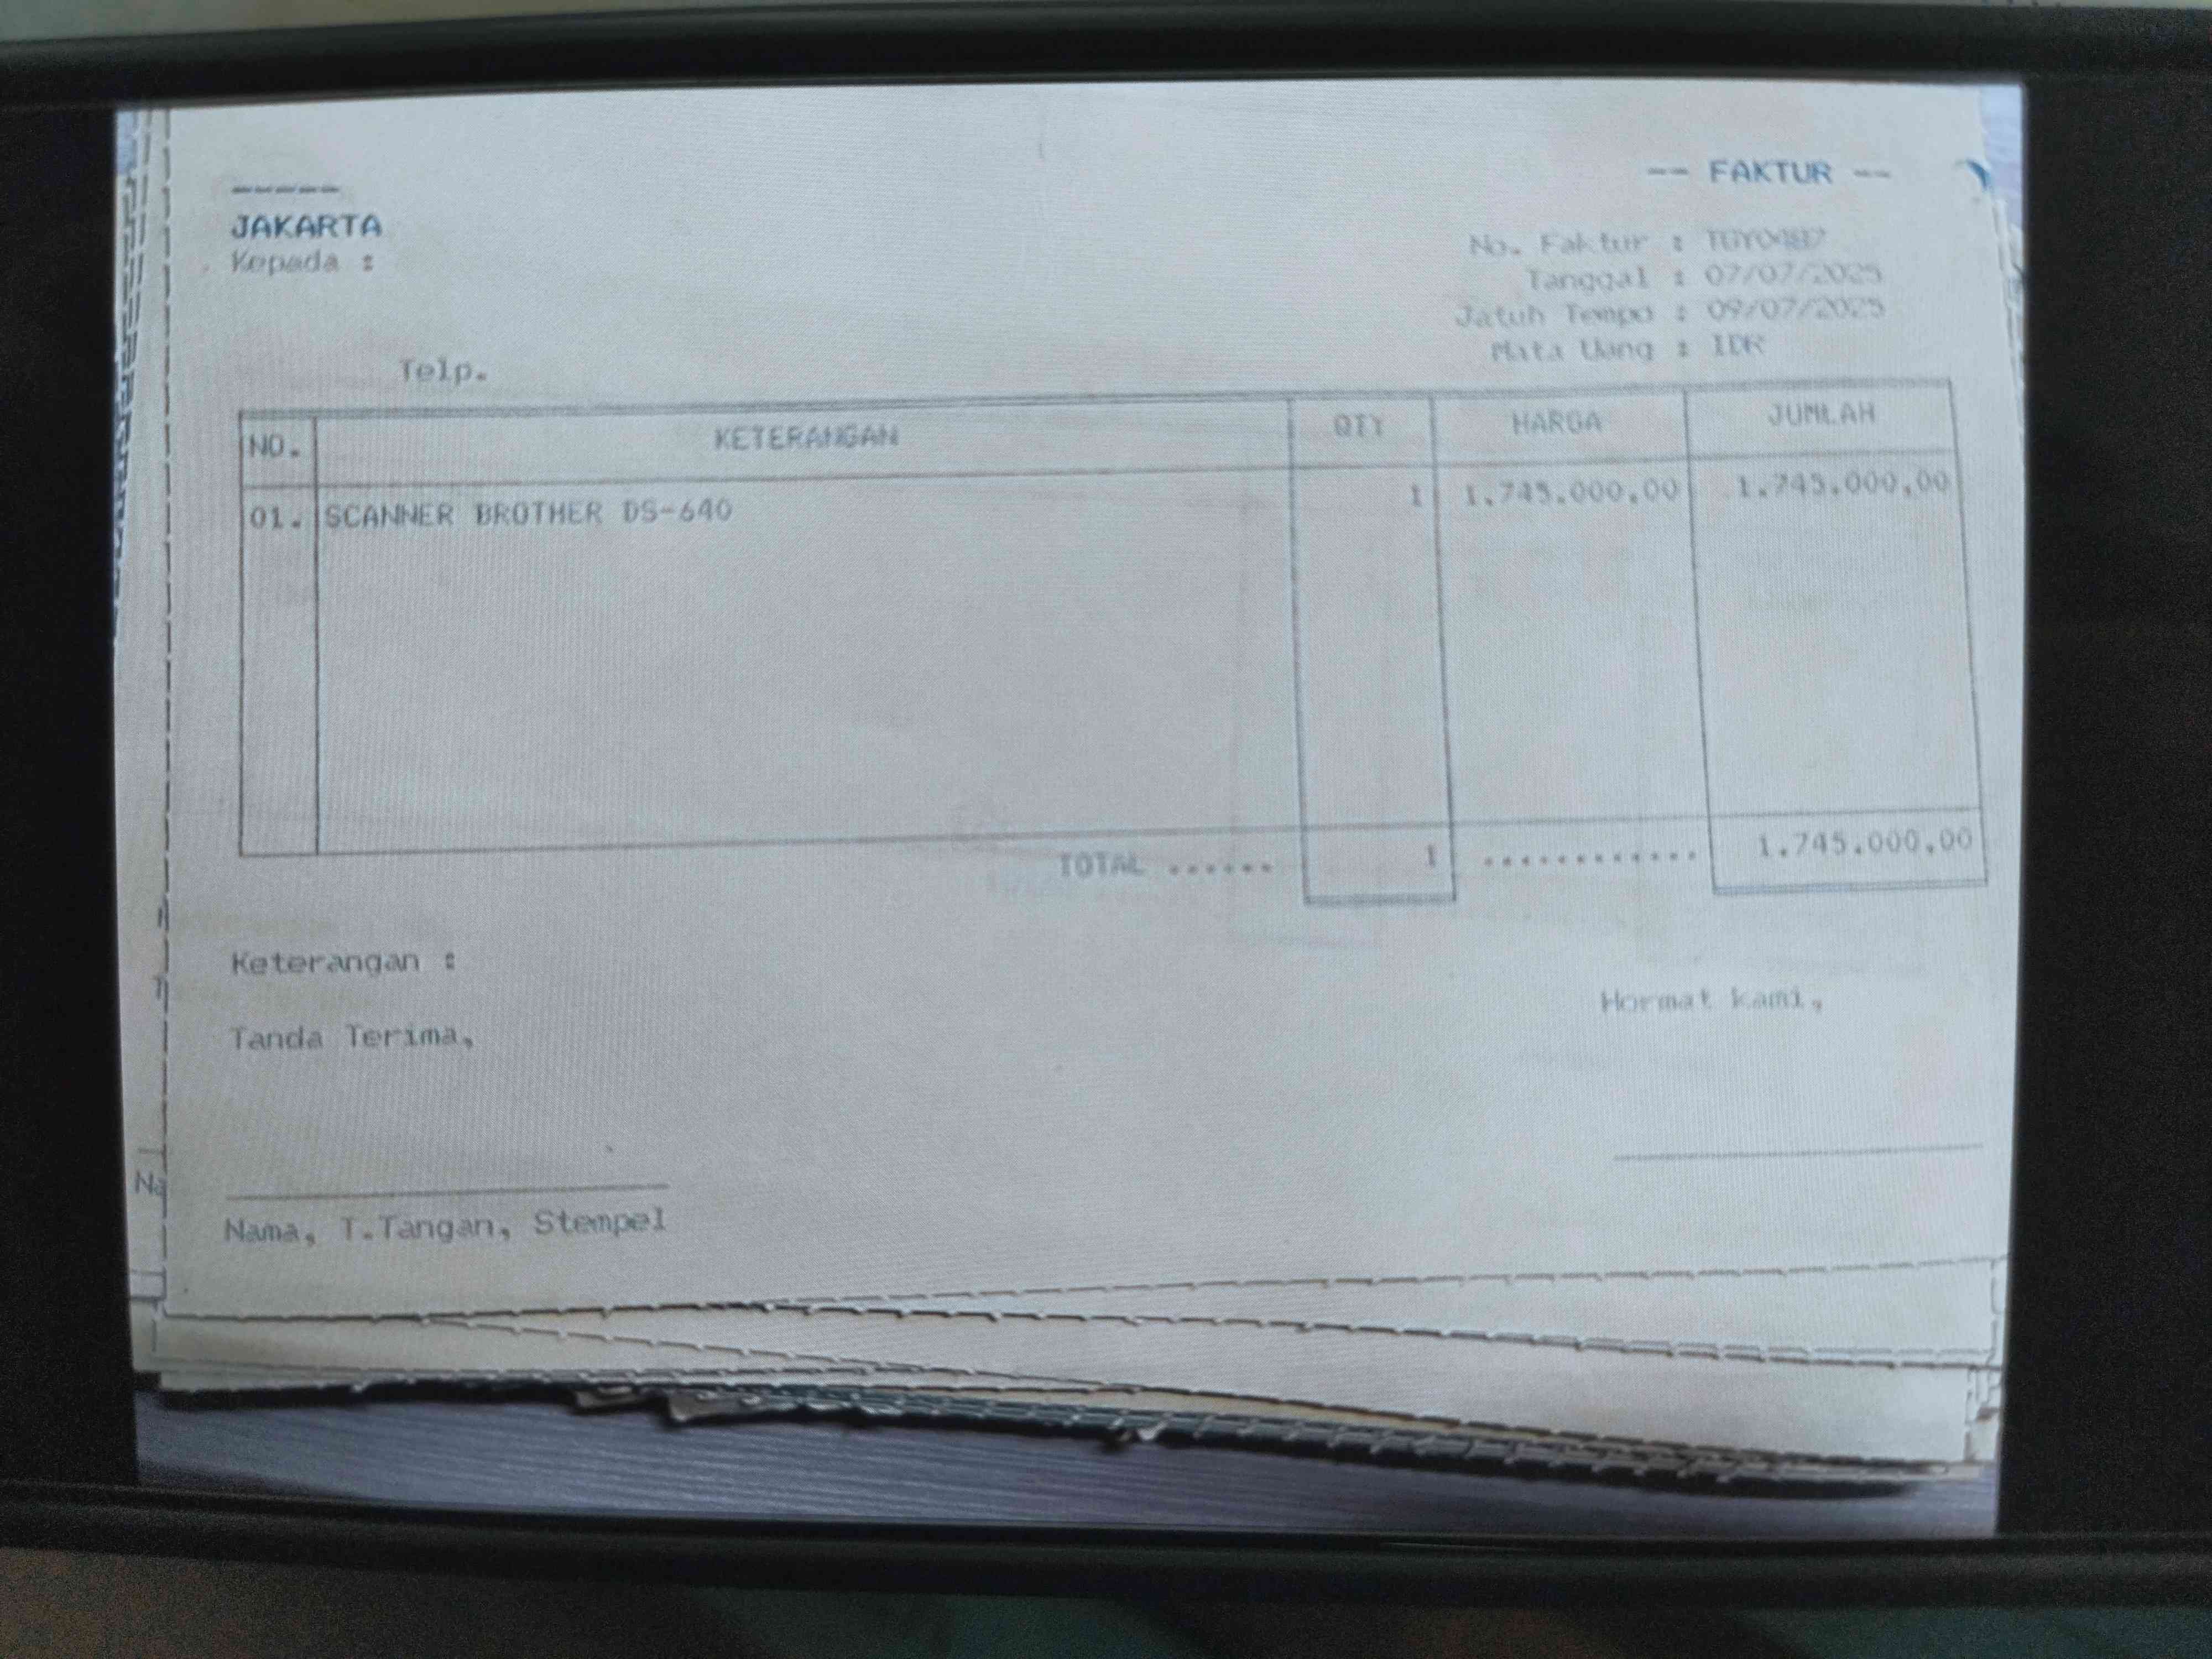 -- FAKTUR --
-----
JAKARTA
Kepada :
No. Faktur :
Tanggal : 07/07/2025
Jatuh Tempo : 09/07/2025
Mata Uang : IDR
Telp.
NO. KETERANGAN QTY HARGA JUMLAH
01. SCANNER BROTHER DS-640 1 1.745.000,00 1.745.000,00
TOTAL ...... 1 ............ 1.745.000,00
Keterangan :
Hormat kami,
Tanda Terima,
Na
Nama, T.Tangan, Stempel